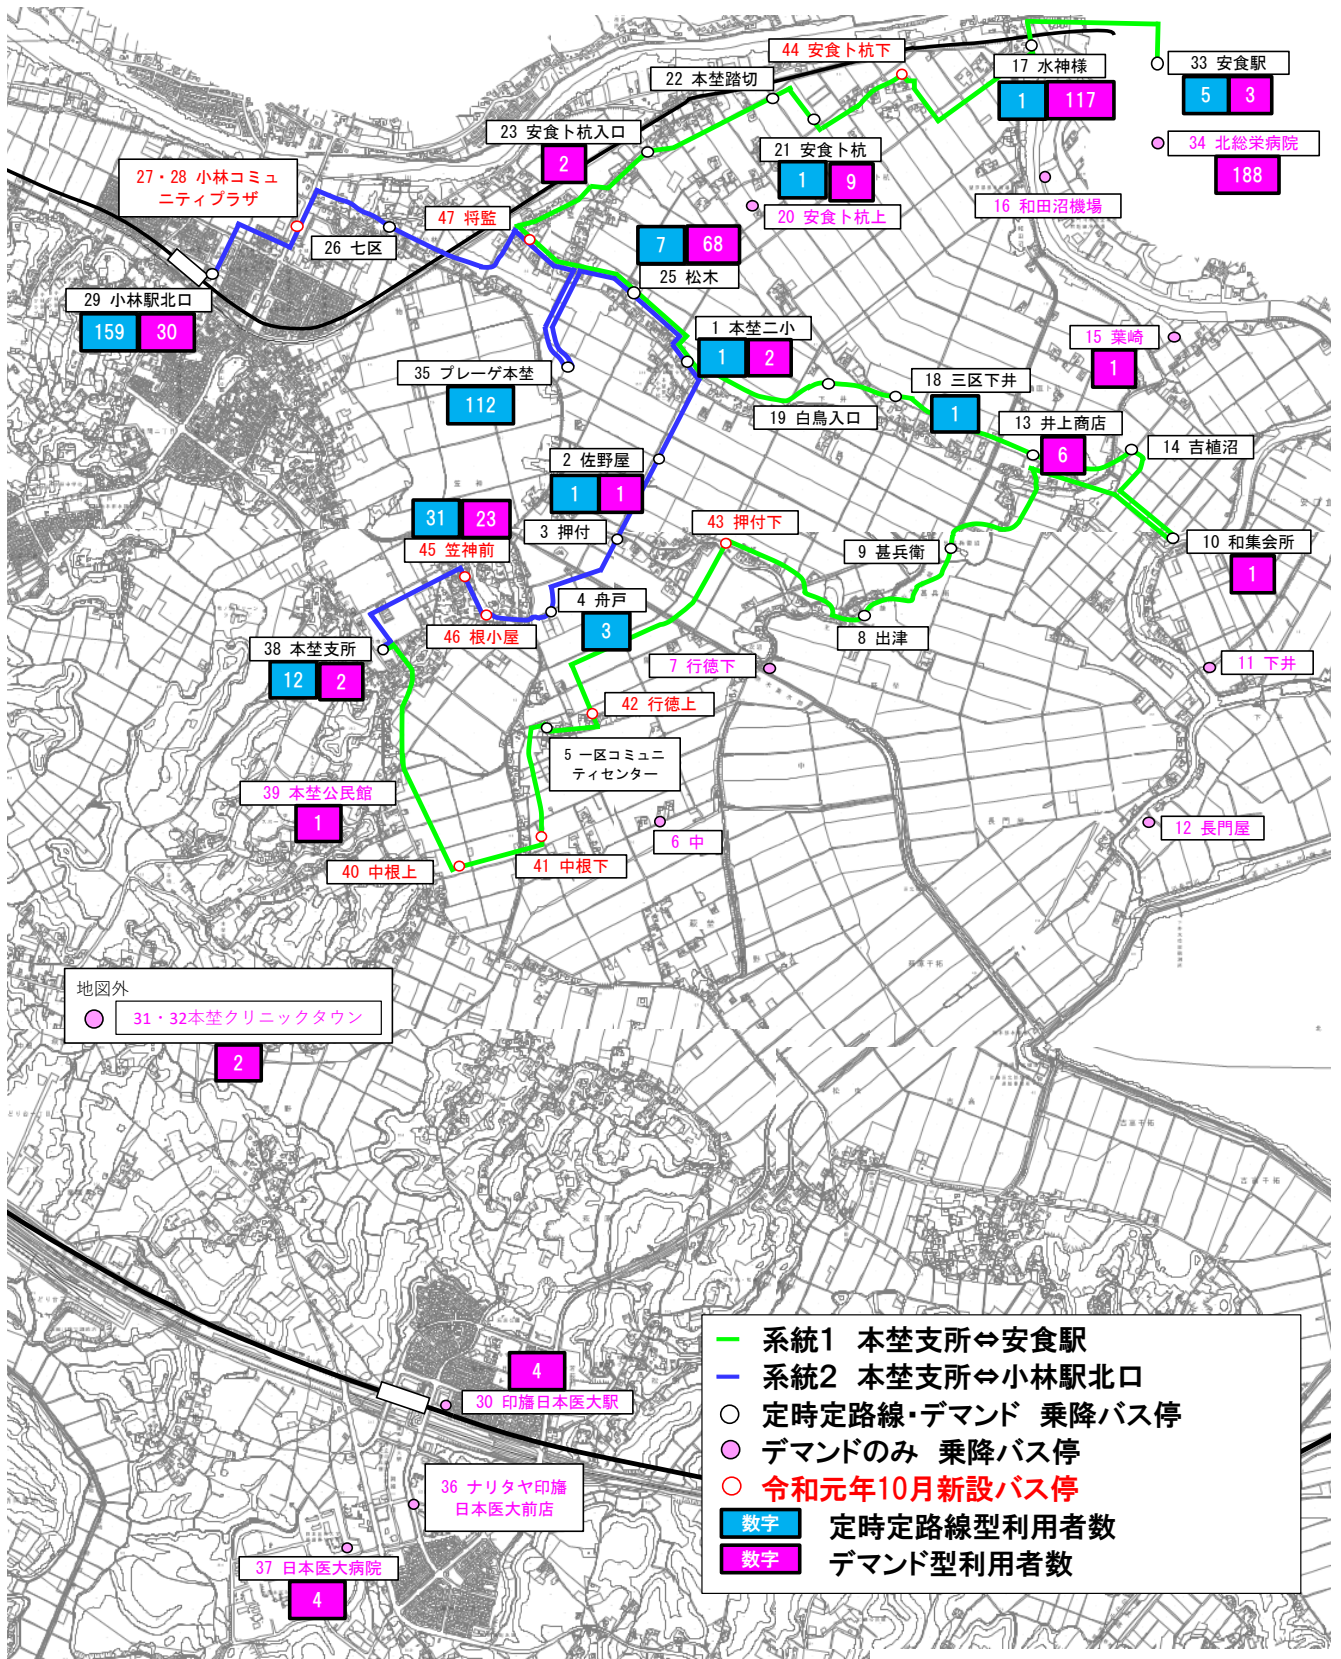 44 安食卜杭下
22 本埜踏切
17 水神様
1 117
33 安食駅
5 3
23 安食卜杭入口
2
21 安食卜杭
1 9
34 北総栄病院
188
27・28 小林コミュ
ニティプラザ
47 将監
20 安食卜杭上
16 和田沼機場
26 七区
7 68
25 松木
29 小林駅北口
159 30
1 本埜二小
1 2
15 葉崎
1
35 プレーゲ本埜
112
18 三区下井
1
19 白鳥入口
13 井上商店
6
14 吉植沼
2 佐野屋
1 1
31 23
45 笠神前
3 押付
43 押付下
9 甚兵衛
10 和集会所
1
4 舟戸
3
46 根小屋
8 出津
38 本埜支所
12 2
7 行徳下
11 下井
42 行徳上
5 一区コミュニ
ティセンター
39 本埜公民館
1
6 中
12 長門屋
40 中根上
41 中根下
地図外
31・32本埜クリニックタウン
2
4
30 印旛日本医大駅
36 ナリタヤ印旛
日本医大前店
37 日本医大病院
4
系統1 本埜支所⇔安食駅
系統2 本埜支所⇔小林駅北口
定時定路線・デマンド 乗降バス停
デマンドのみ 乗降バス停
令和元年10月新設バス停
数字 定時定路線型利用者数
数字 デマンド型利用者数